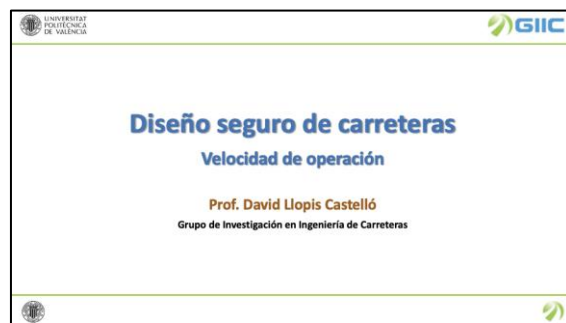 UNIVERSITAT
POLITÈCNICA
DE VALÈNCIA
GIIC
Diseño seguro de carreteras
Velocidad de operación
Prof. David Llopis Castelló
Grupo de Investigación en Ingeniería de Carreteras